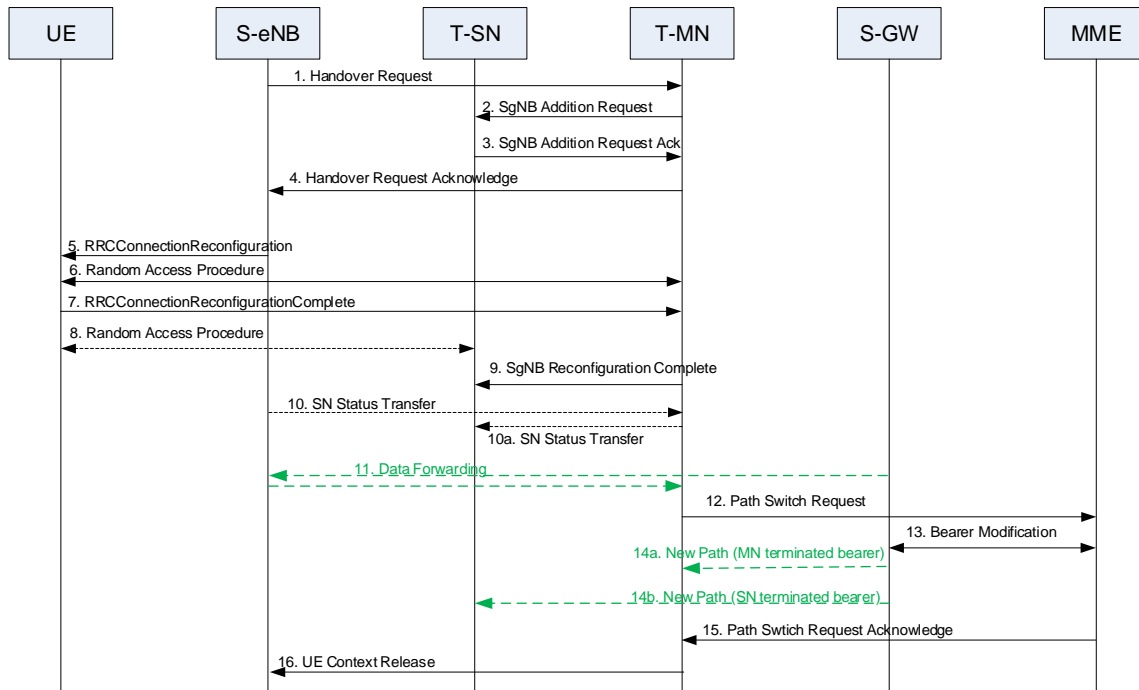 UE
S-eNB
T-SN
T-MN
S-GW
MME
1. Handover Request
2. SgNB Addition Request
3. SgNB Addition Request Ack
4. Handover Request Acknowledge
5. RRCConnectionReconfiguration
6. Random Access Procedure
7. RRCConnectionReconfigurationComplete
8. Random Access Procedure
9. SgNB Reconfiguration Complete
10. SN Status Transfer
10a. SN Status Transfer
11. Data Forwarding
12. Path Switch Request
13. Bearer Modification
14a. New Path (MN terminated bearer)
14b. New Path (SN terminated bearer)
15. Path Swtich Request Acknowledge
16. UE Context Release